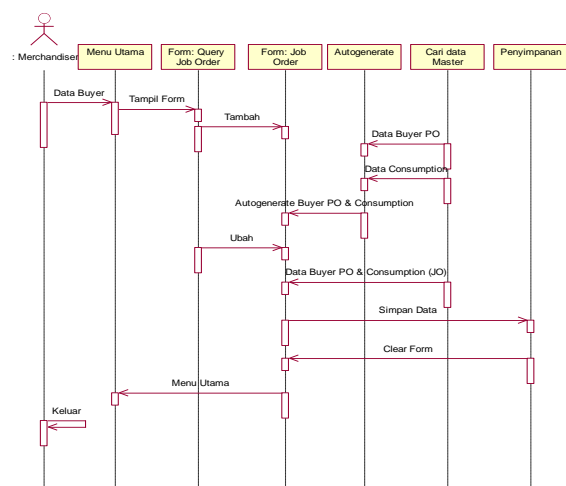 : Merchandiser
Menu Utama
Form: Query
Job Order
Form: Job
Order
Autogenerate
Cari data
Master
Penyimpanan
Data Buyer
Tampil Form
Tambah
Data Buyer PO
Data Consumption
Autogenerate Buyer PO & Consumption
Ubah
Data Buyer PO & Consumption (JO)
Simpan Data
Clear Form
Menu Utama
Keluar